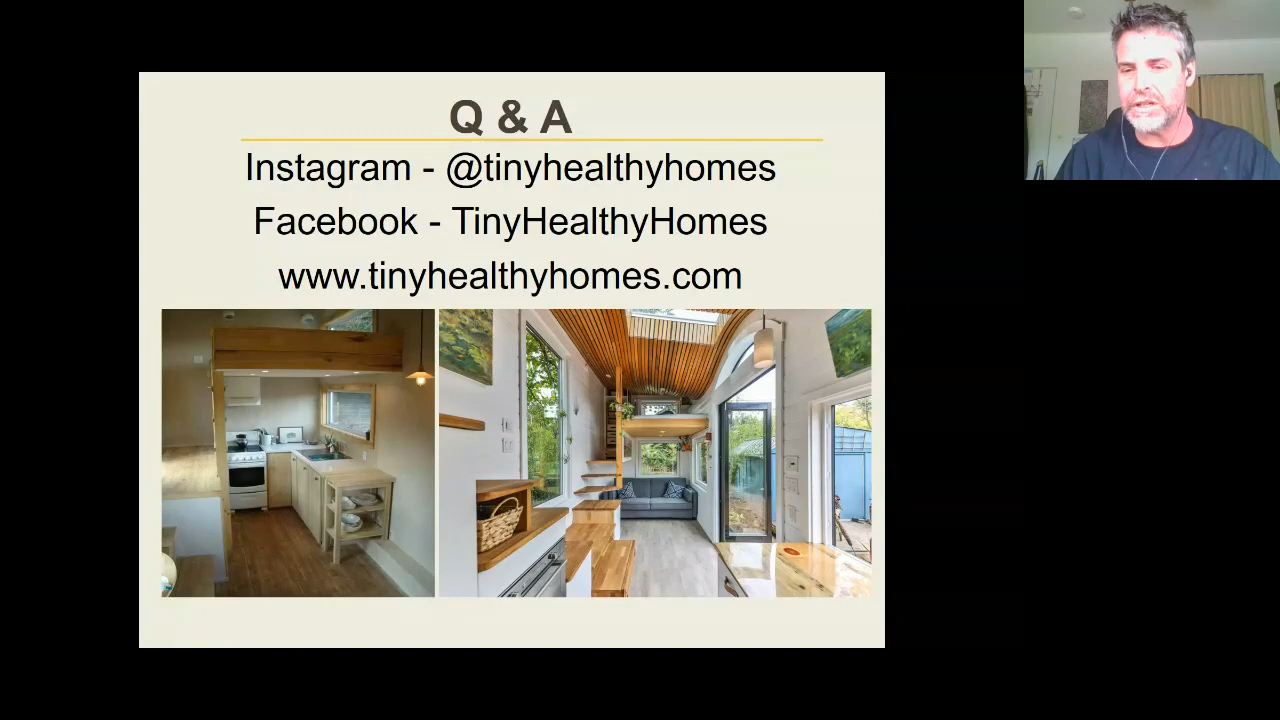 Q & A
Instagram - @tinyhealthyhomes
Facebook - TinyHealthyHomes
www.tinyhealthyhomes.com